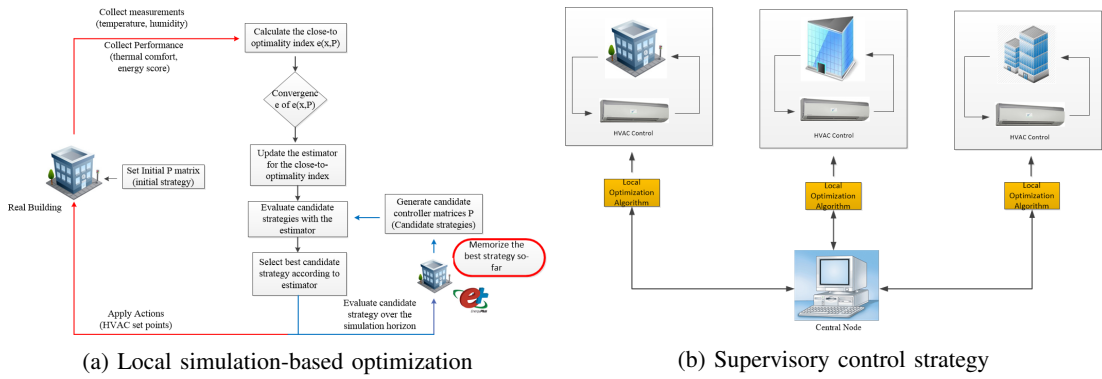 Collect measurements
(temperature, humidity)
Collect Performance
(thermal comfort,
energy score)
Calculate the close-to
optimality index e(x,P)
Convergenc
e of e(x,P)
Update the estimator
for the close-to-
optimality index
Set Initial P matrix
(initial strategy)
Real Building
Evaluate candidate
strategies with the
estimator
Generate candidate
controller matrices P
(Candidate strategies)
Memorize the
best strategy so-
far
Select best candidate
strategy according to
estimator
Apply Actions
(HVAC set points)
Evaluate candidate
strategy over the
simulation horizon
(a) Local simulation-based optimization
HVAC Control
HVAC Control
HVAC Control
Local
Optimization
Algorithm
Local
Optimization
Algorithm
Local
Optimization
Algorithm
Central Node
(b) Supervisory control strategy